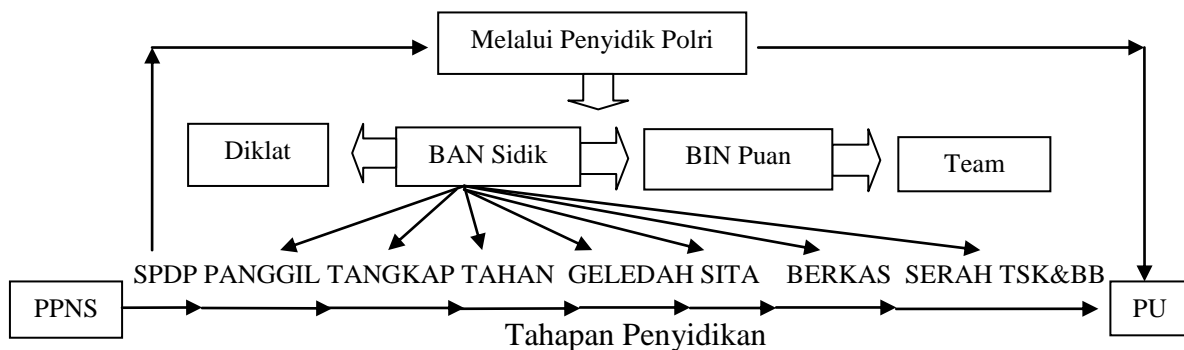 Melalui Penyidik Polri
Diklat
BAN Sidik
BIN Puan
Team
SPDP PANGGIL TANGKAP TAHAN GELEDAH SITA BERKAS SERAH TSK&BB
PPNS
PU
Tahapan Penyidikan